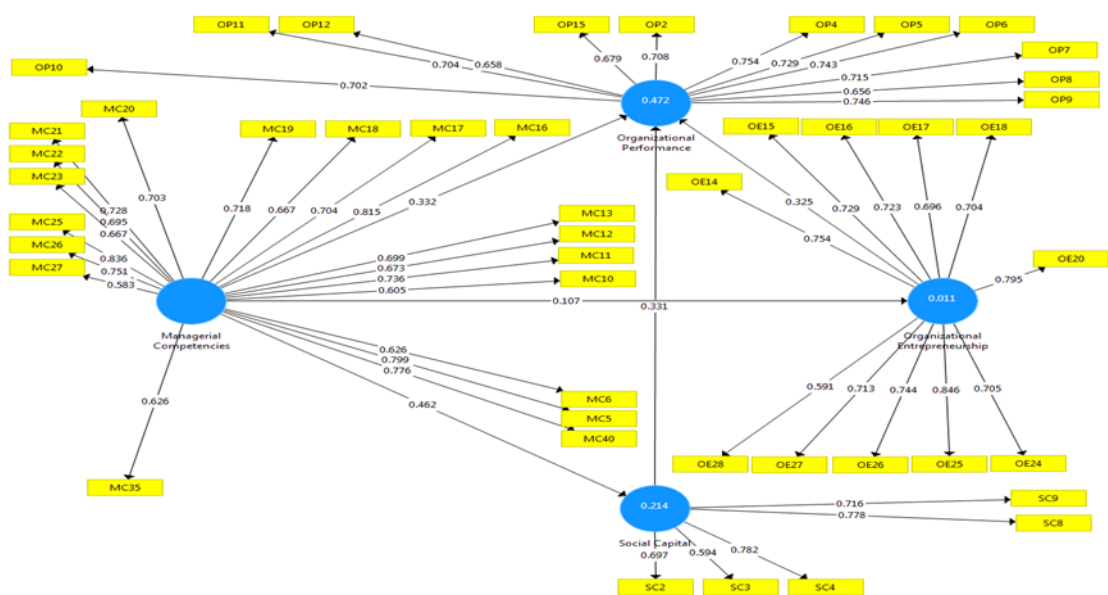 OP11
OP12
OP15
OP2
OP4
OP5
OP6
OP7
OP8
OP9
OP10
0.704
0.658
0.679
0.708
0.754
0.729
0.743
0.715
0.656
0.746
0.702
0.472
Organizational
Performance
MC20
MC21
MC22
MC23
MC19
MC18
MC17
MC16
OE15
OE16
OE17
OE18
OE14
0.728
0.695
0.667
0.703
0.718
0.667
0.704
0.815
0.332
0.325
0.729
0.723
0.696
0.704
0.754
MC25
MC26
MC27
0.836
0.751
0.583
MC13
MC12
MC11
MC10
0.699
0.673
0.736
0.605
OE20
0.795
0.107
0.331
0.011
Managerial
Competencies
Organizational
Entrepreneurship
0.626
0.626
0.799
0.776
0.462
MC6
MC5
MC40
0.591
0.713
0.744
0.846
0.705
OE28
OE27
OE26
OE25
OE24
MC35
0.214
Social Capital
0.716
0.778
SC9
SC8
0.697
0.594
0.782
SC2
SC3
SC4